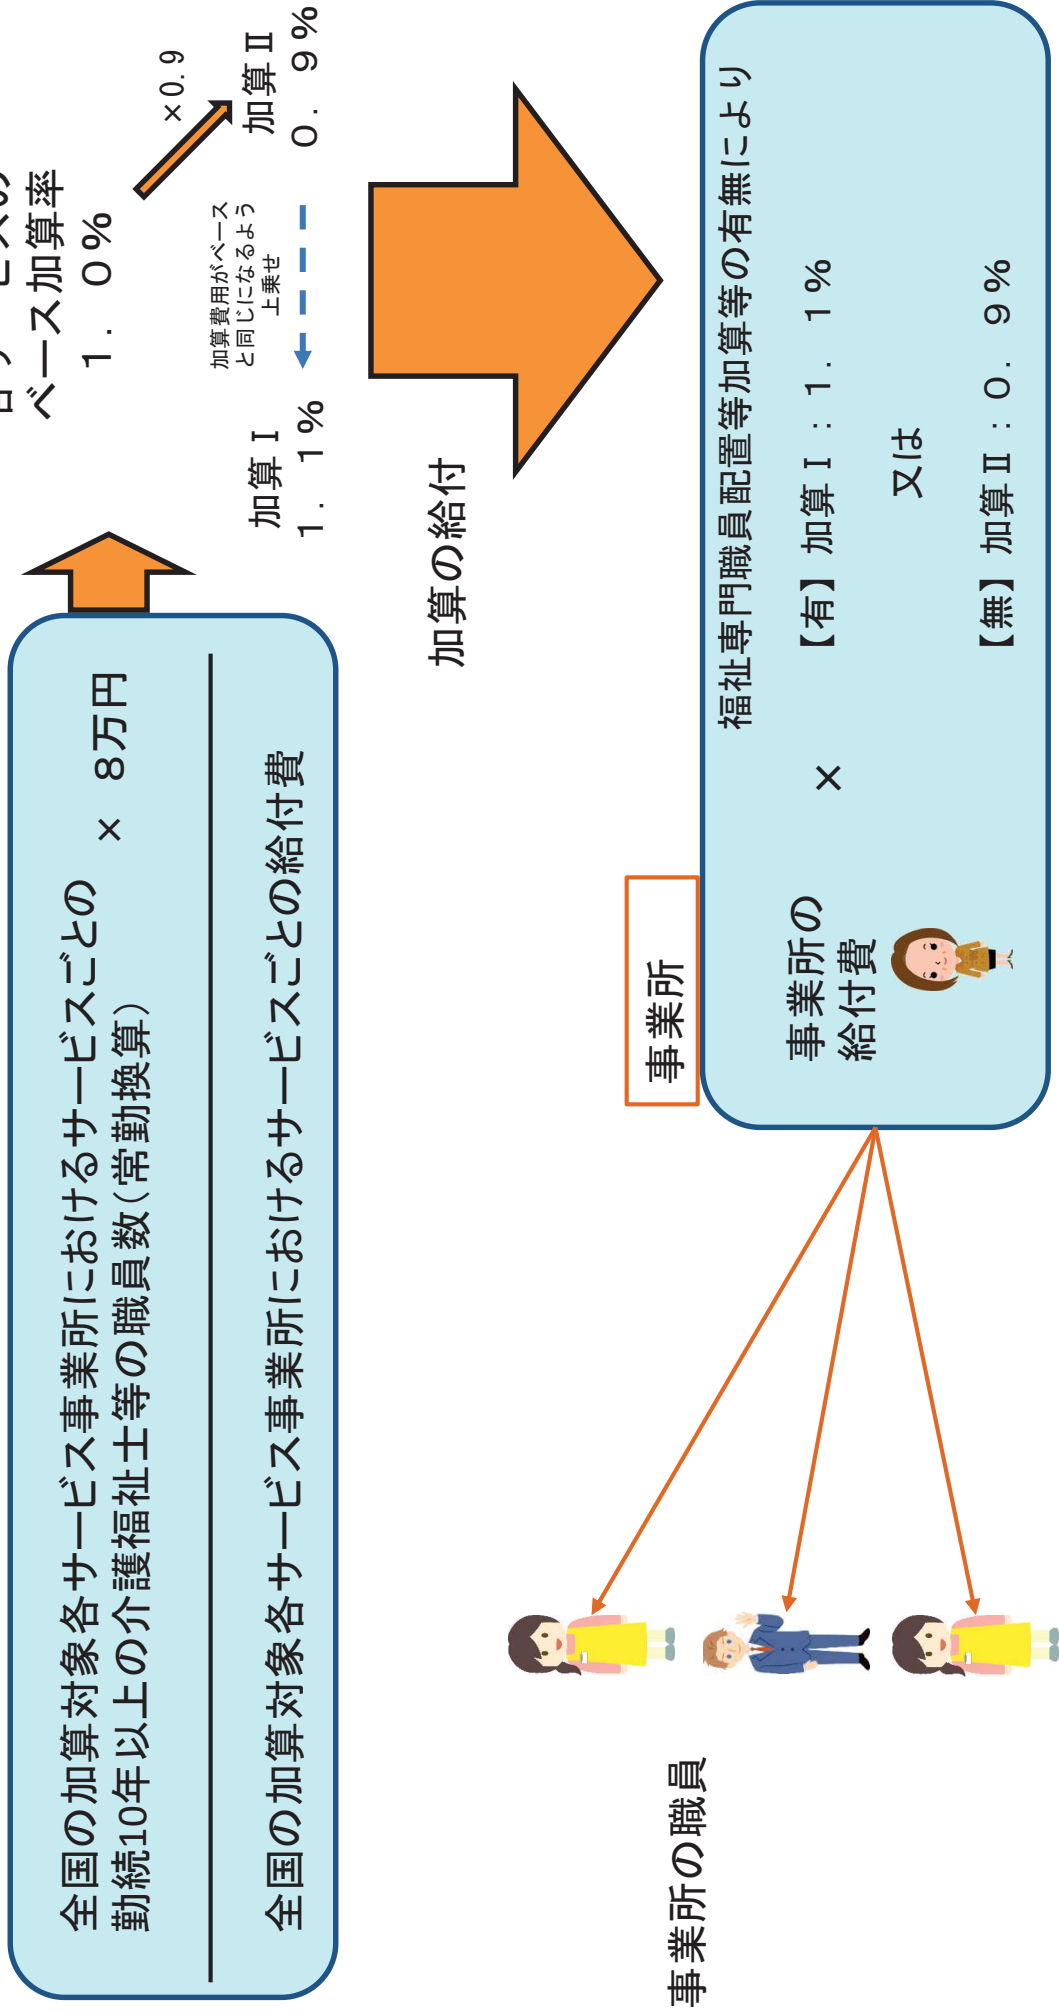 全国の加算対象各サービス事業所におけるサービスごとの
勤続10年以上の介護福祉士等の職員数（常勤換算）
× 8万円
全国の加算対象各サービス事業所におけるサービスごとの給付費
ベース加算率
1．0％
×0.9
加算Ⅰ
1．1％
加算費用がベース
と同じになるよう
上乗せ
加算Ⅱ
0．9％
加算の給付
事業所
事業所の
給付費
×
福祉専門職員配置等加算等の有無により
【有】加算Ⅰ：1．1％
又は
【無】加算Ⅱ：0．9％
事業所の職員